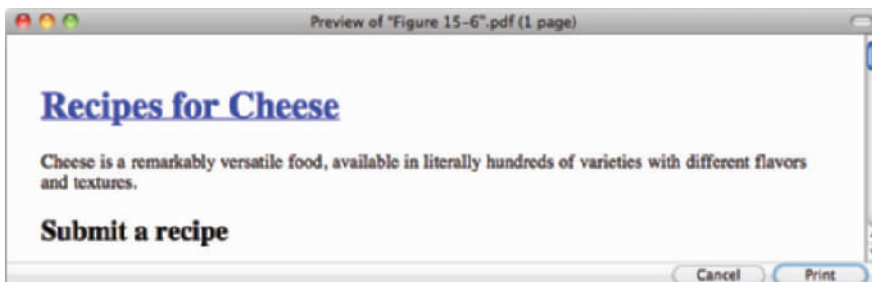 Preview of "Figure 15-6".pdf (1 page)
Recipes for Cheese
Cheese is a remarkably versatile food, available in literally hundreds of varieties with different flavors
and textures.
Submit a recipe
Cancel Print